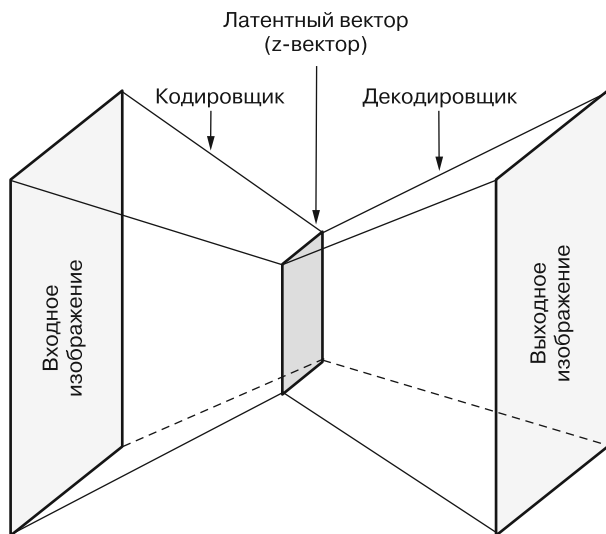 Латентный вектор
(z-вектор)
Кодировщик
Декодировщик
Входное
изображение
Выходное
изображение